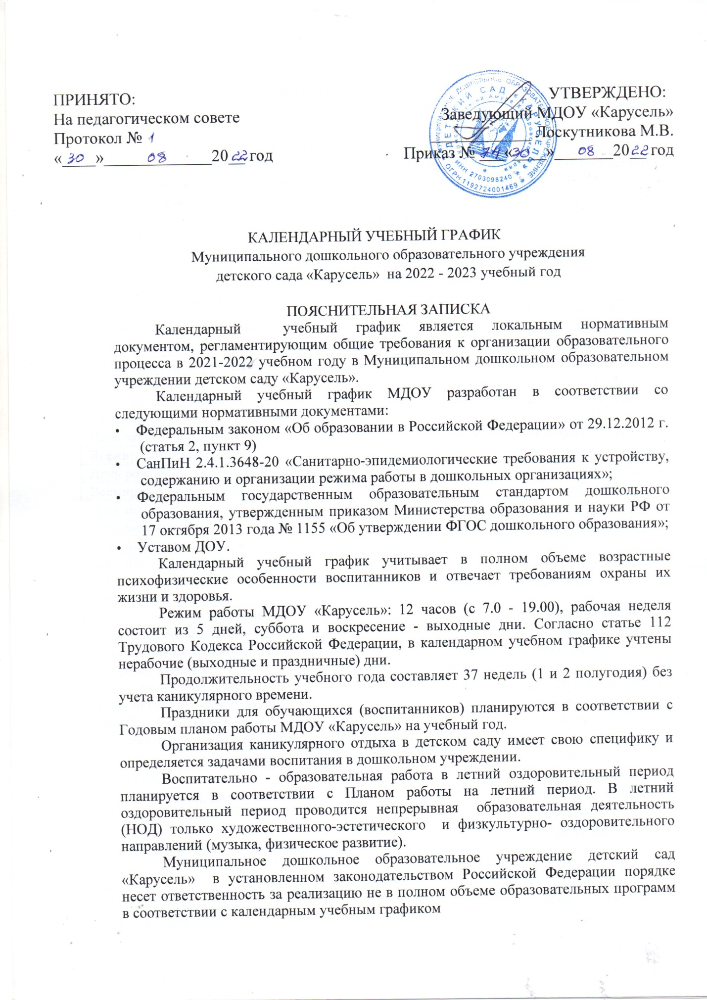 ПРИНЯТО:
На педагогическом совете
Протокол № 1
« 30 » 08 2022 год
УТВЕРЖДЕНО:
Заведующий МДОУ «Карусель»
Лоскутникова М.В.
Приказ № 74 «30» 08 2022 год
МУНИЦИПАЛЬНОЕ ДОШКОЛЬНОЕ ОБРАЗОВАТЕЛЬНОЕ УЧРЕЖДЕНИЕ
ДЕТСКИЙ САД «КАРУСЕЛЬ»
ИНН 2703098240
ОГРН 1192724001469
КАЛЕНДАРНЫЙ УЧЕБНЫЙ ГРАФИК
Муниципального дошкольного образовательного учреждения
детского сада «Карусель» на 2022 - 2023 учебный год
ПОЯСНИТЕЛЬНАЯ ЗАПИСКА
Календарный учебный график является локальным нормативным
документом, регламентирующим общие требования к организации образовательного
процесса в 2021-2022 учебном году в Муниципальном дошкольном образовательном
учреждении детском саду «Карусель».
Календарный учебный график МДОУ разработан в соответствии со
следующими нормативными документами:
• Федеральным законом «Об образовании в Российской Федерации» от 29.12.2012 г.
(статья 2, пункт 9)
• СанПиН 2.4.1.3648-20 «Санитарно-эпидемиологические требования к устройству,
содержанию и организации режима работы в дошкольных организациях»;
• Федеральным государственным образовательным стандартом дошкольного
образования, утвержденным приказом Министерства образования и науки РФ от
17 октября 2013 года № 1155 «Об утверждении ФГОС дошкольного образования»;
• Уставом ДОУ.
Календарный учебный график учитывает в полном объеме возрастные
психофизические особенности воспитанников и отвечает требованиям охраны их
жизни и здоровья.
Режим работы МДОУ «Карусель»: 12 часов (с 7.0 - 19.00), рабочая неделя
состоит из 5 дней, суббота и воскресение - выходные дни. Согласно статье 112
Трудового Кодекса Российской Федерации, в календарном учебном графике учтены
нерабочие (выходные и праздничные) дни.
Продолжительность учебного года составляет 37 недель (1 и 2 полугодия) без
учета каникулярного времени.
Праздники для обучающихся (воспитанников) планируются в соответствии с
Годовым планом работы МДОУ «Карусель» на учебный год.
Организация каникулярного отдыха в детском саду имеет свою специфику и
определяется задачами воспитания в дошкольном учреждении.
Воспитательно - образовательная работа в летний оздоровительный период
планируется в соответствии с Планом работы на летний период. В летний
оздоровительный период проводится непрерывная образовательная деятельность
(НОД) только художественного-эстетического и физкультурно- оздоровительного
направлений (музыка, физическое развитие).
Муниципальное дошкольное образовательное учреждение детский сад
«Карусель» в установленном законодательством Российской Федерации порядке
несет ответственность за реализацию не в полном объеме образовательных программ
в соответствии с календарным учебным графиком